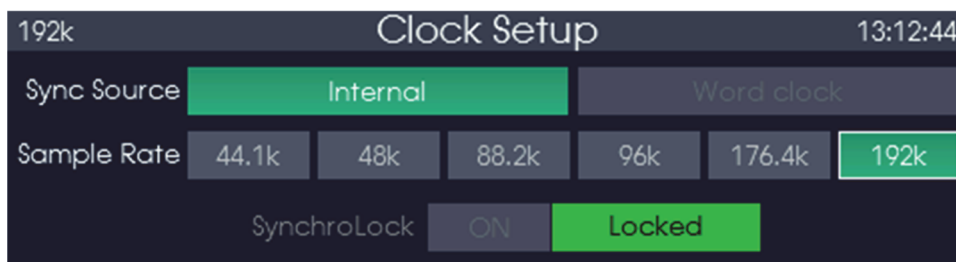 192k Clock Setup 13:12:44
Sync Source Internal Word clock
Sample Rate 44.1k 48k 88.2k 96k 176.4k 192k
SynchroLock ON Locked